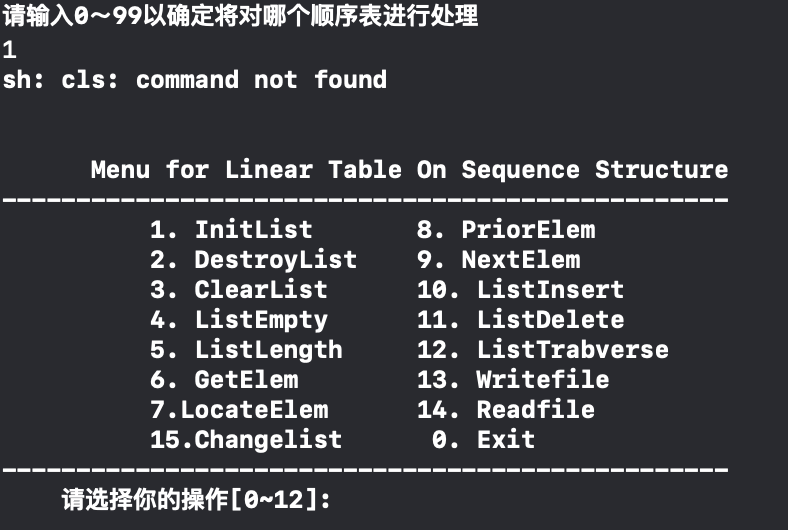 请输入0～99以确定将对哪个顺序表进行处理
1
sh: cls: command not found
Menu for Linear Table On Sequence Structure
-------------------------------------------------
1. InitList 8. PriorElem
2. DestroyList 9. NextElem
3. ClearList 10. ListInsert
4. ListEmpty 11. ListDelete
5. ListLength 12. ListTrabverse
6. GetElem 13. Writefile
7.LocateElem 14. Readfile
15.Changelist 0. Exit
-------------------------------------------------
请选择你的操作[0~12]: